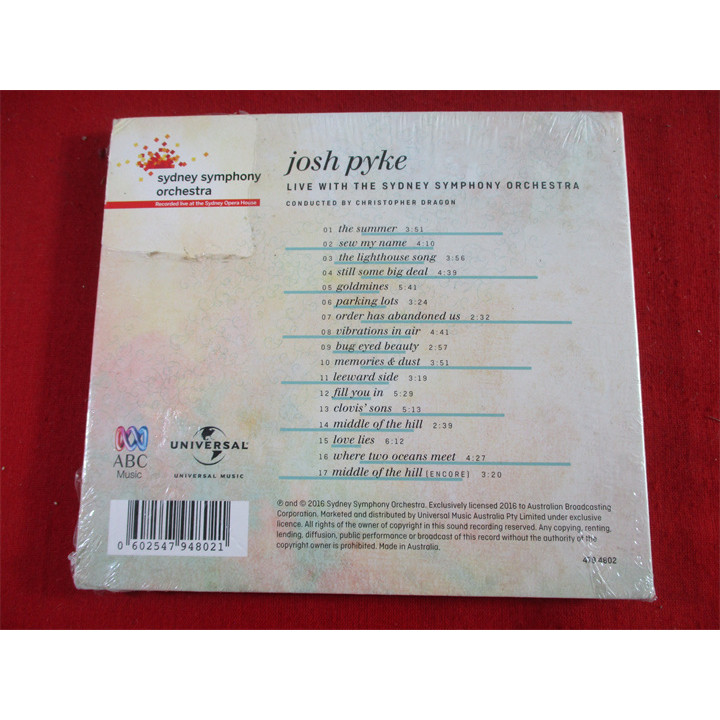 sydney symphony
orchestra
Recorded live at the Sydney Opera House
josh pyke
LIVE WITH THE SYDNEY SYMPHONY ORCHESTRA
CONDUCTED BY CHRISTOPHER DRAGON
01 the summer 3:51
02 sew my name 4:10
03 the lighthouse song 3:56
04 still some big deal 4:39
05 goldmines 5:41
06 parking lots 3:24
07 order has abandoned us 2:32
08 vibrations in air 4:41
09 bug eyed beauty 2:57
10 memories & dust 3:51
11 leeward side 3:19
12 fill you in 5:29
13 clovis' sons 5:13
14 middle of the hill 2:39
15 love lies 6:12
16 where two oceans meet 4:27
17 middle of the hill (ENCORE) 3:20
ABC
Music
UNIVERSAL
UNIVERSAL MUSIC
℗ and © 2016 Sydney Symphony Orchestra. Exclusively licensed 2016 to Australian Broadcasting
Corporation. Marketed and distributed by Universal Music Australia Pty Limited under exclusive
licence. All rights of the owner of copyright in this sound recording reserved. Any copying, renting,
lending, diffusion, public performance or broadcast of this record without the authority of the
copyright owner is prohibited. Made in Australia.
0 602547 948021